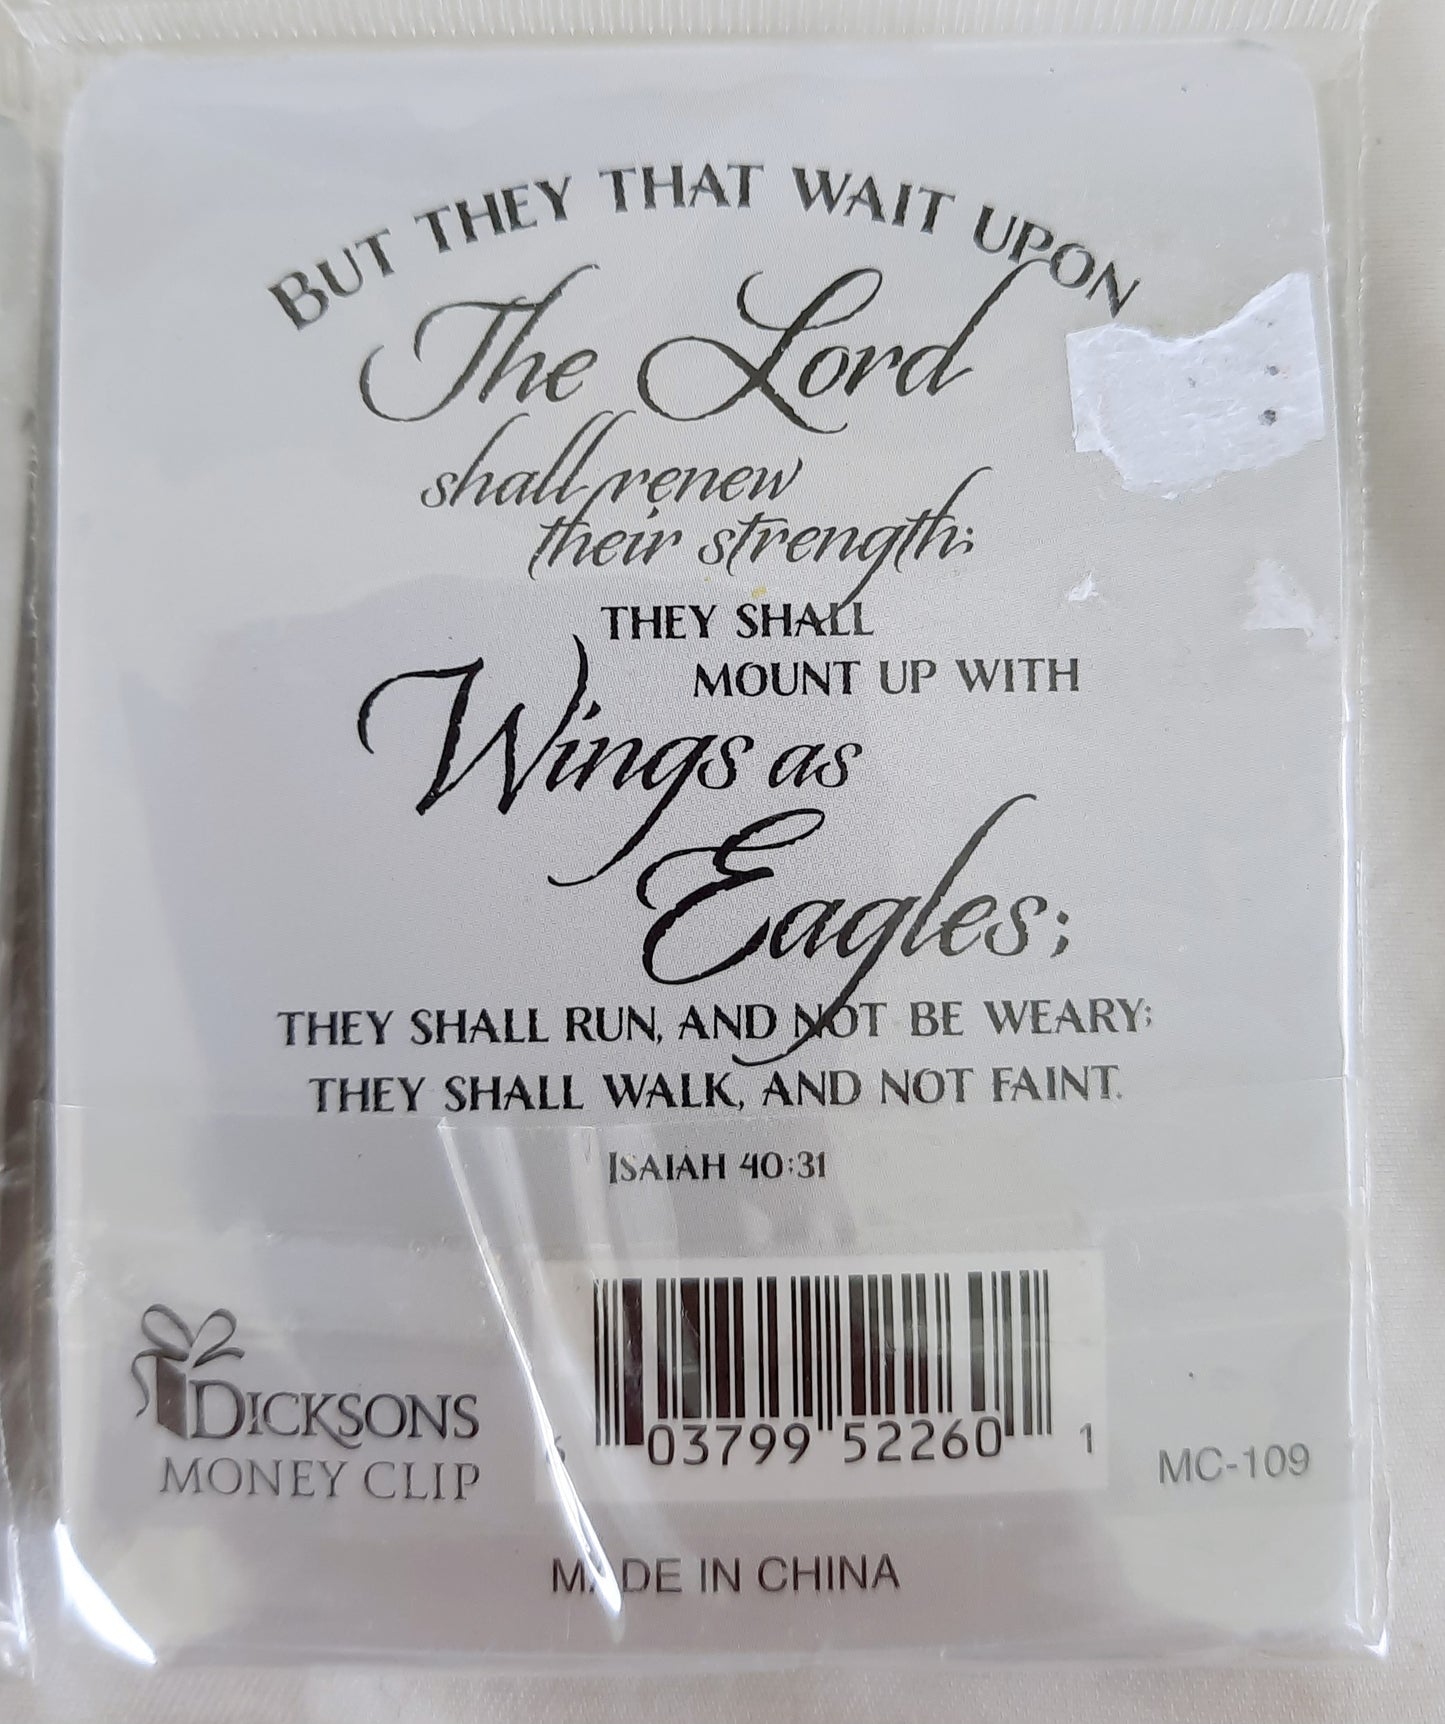 BUT THEY THAT WAIT UPON
The Lord
shall renew
their strength;
THEY SHALL
MOUNT UP WITH
Wings as
Eagles;
THEY SHALL RUN, AND NOT BE WEARY;
THEY SHALL WALK, AND NOT FAINT.
ISAIAH 40:31
DICKSONS
MONEY CLIP
03799 52260 1
MC-109
MADE IN CHINA